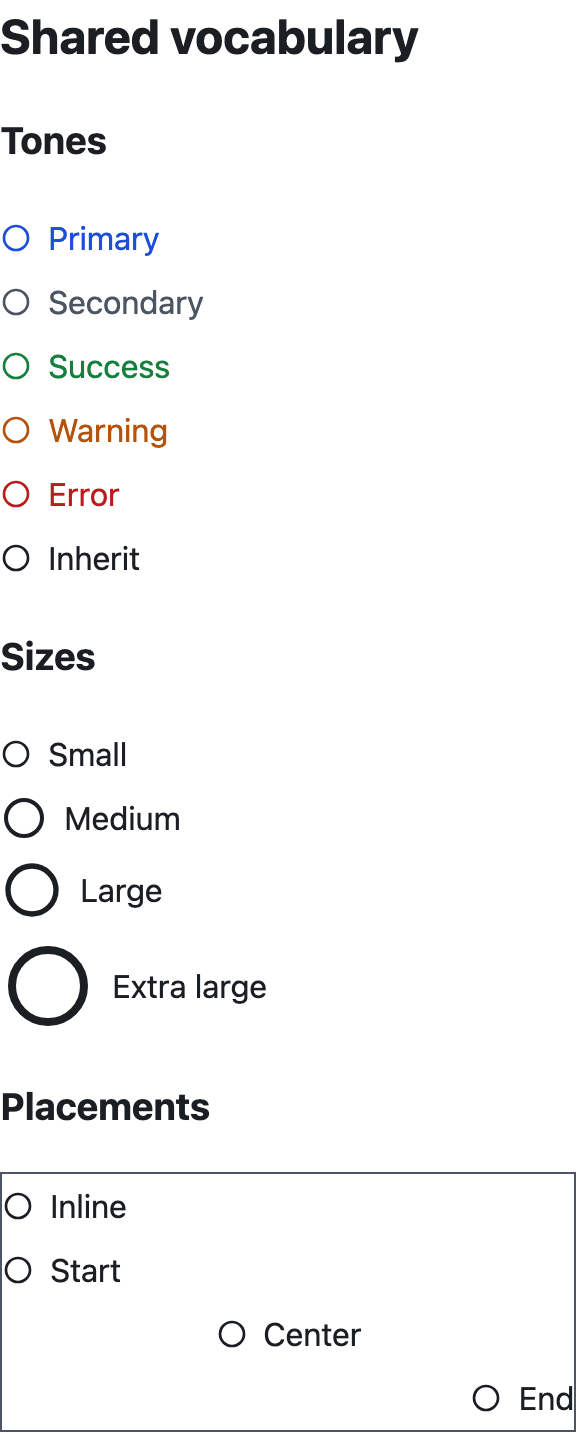 Shared vocabulary
Tones
Primary
Secondary
Success
Warning
Error
Inherit
Sizes
Small
Medium
Large
Extra large
Placements
Inline
Start
Center
End